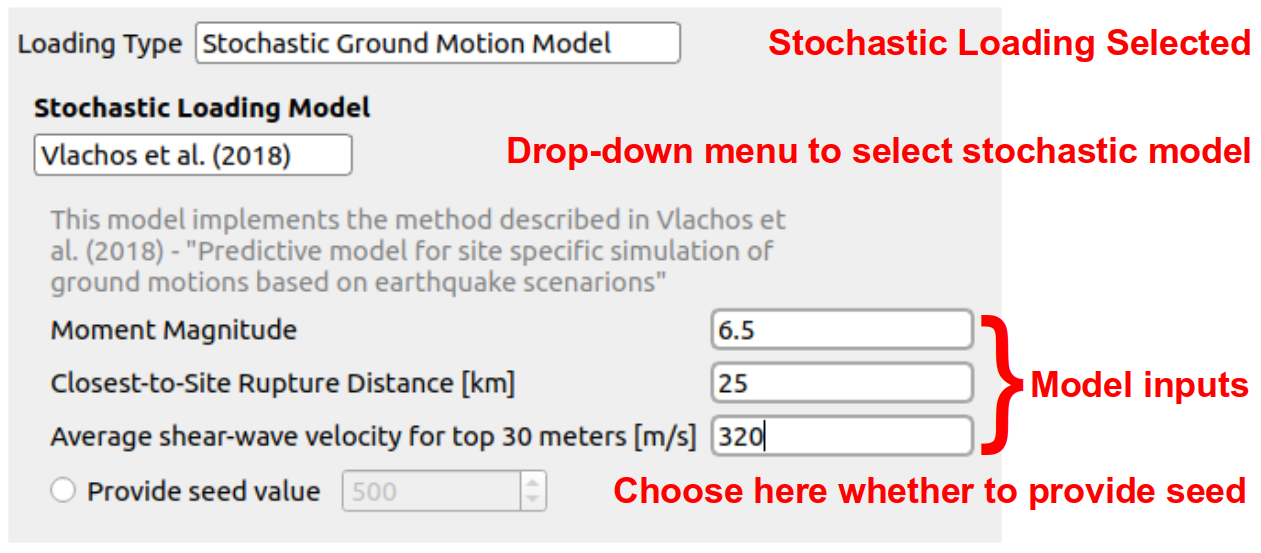 Loading Type Stochastic Ground Motion Model Stochastic Loading Selected
Stochastic Loading Model
Vlachos et al. (2018) Drop-down menu to select stochastic model
This model implements the method described in Vlachos et
al. (2018) - "Predictive model for site specific simulation of
ground motions based on earthquake scenarions"
Moment Magnitude 6.5
Closest-to-Site Rupture Distance [km] 25 Model inputs
Average shear-wave velocity for top 30 meters [m/s] 320
Provide seed value 500 Choose here whether to provide seed